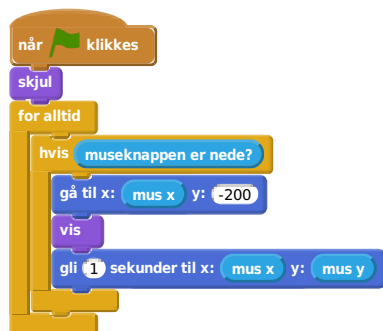 når klikkes
skjul
for alltid
hvis museknappen er nede?
gå til x: mus x y: -200
vis
gli 1 sekunder til x: mus x y: mus y